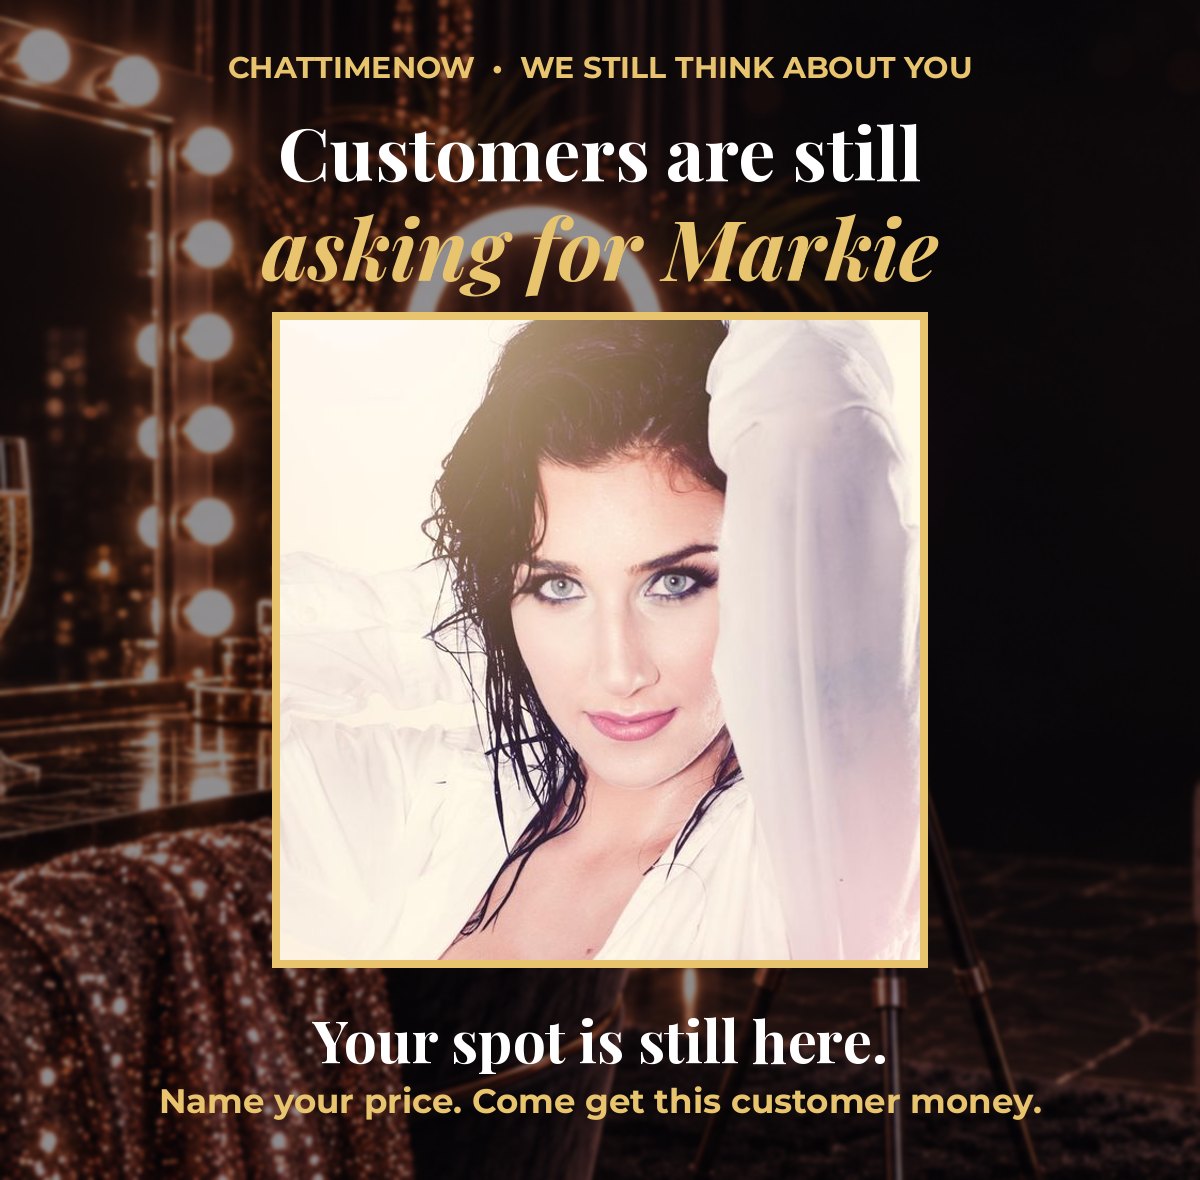 CHATTIMENOW • WE STILL THINK ABOUT YOU
Customers are still
asking for Markie
Your spot is still here.
Name your price. Come get this customer money.